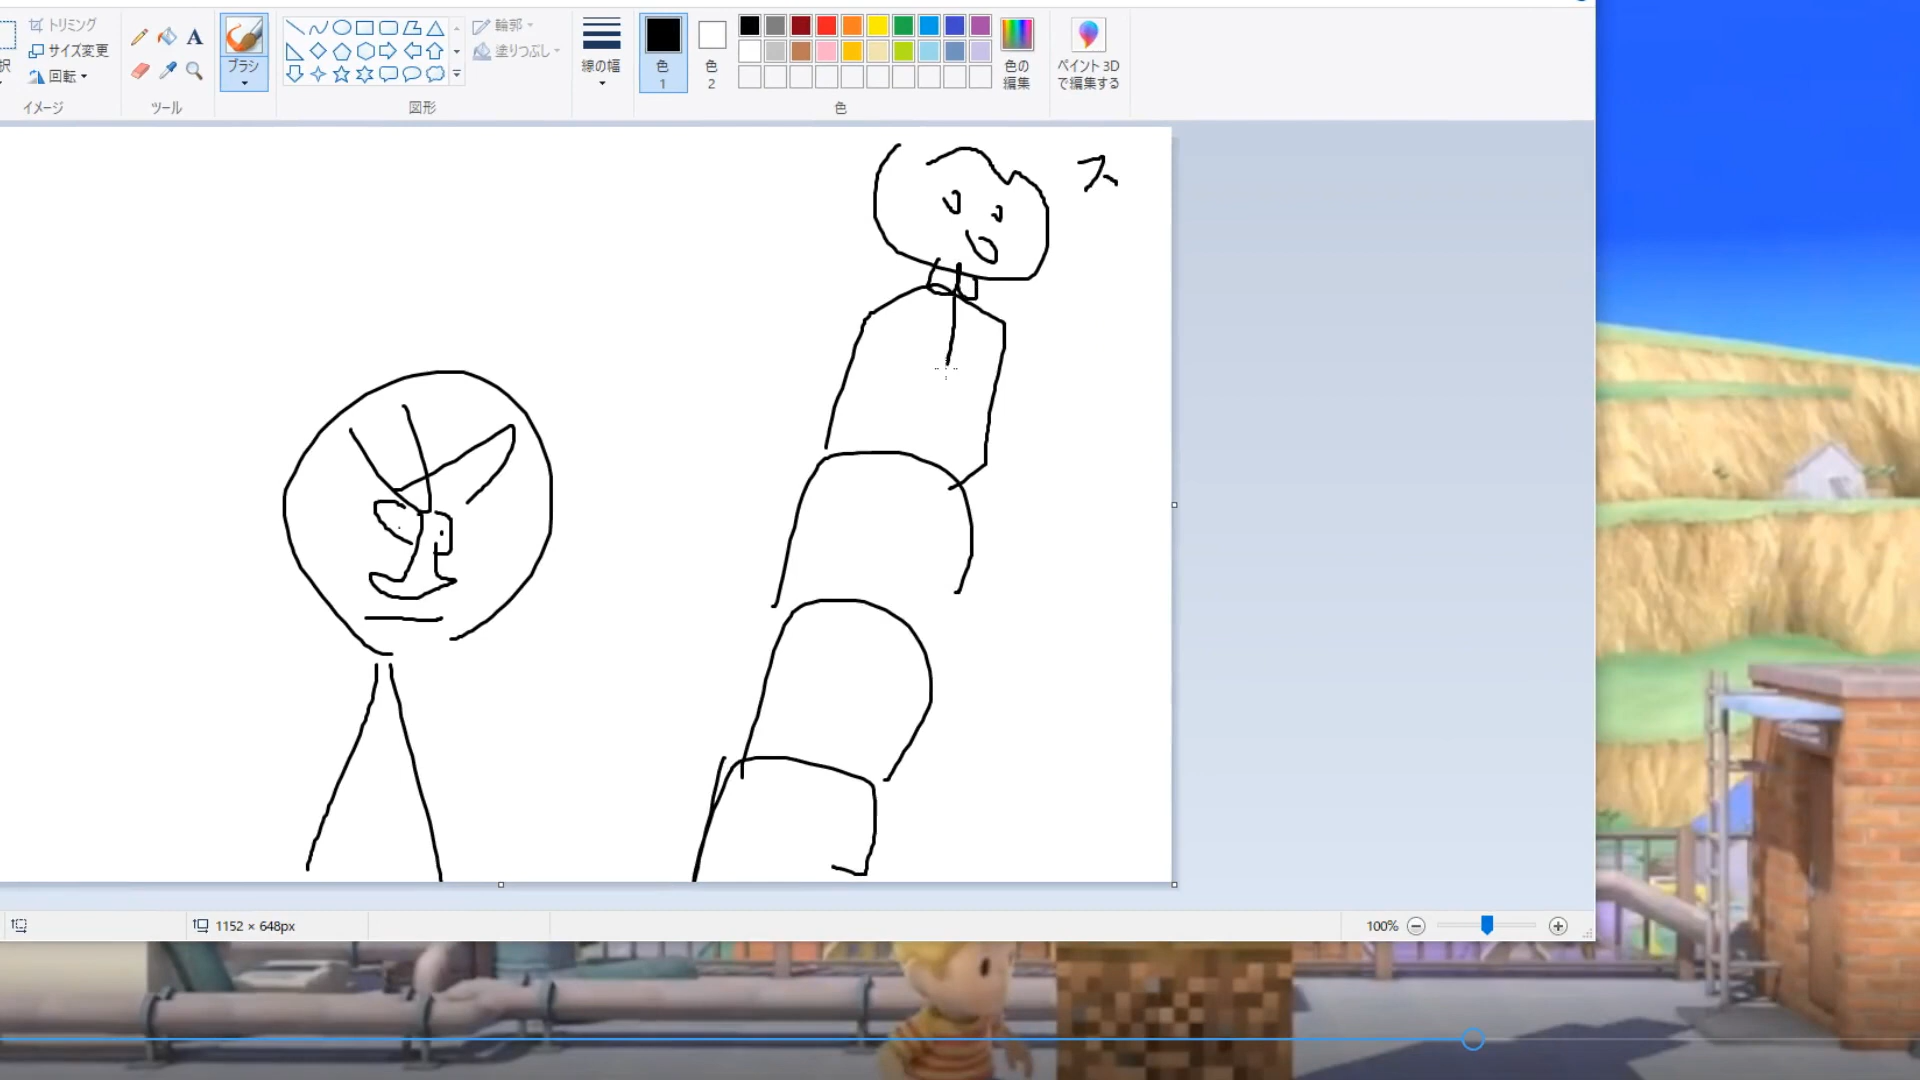 トリミング
サイズ変更
択
回転
イメージ
ツール
A
ブラシ
図形
輪郭
塗りつぶし
線の幅
色
1
色
2
色
色の
編集
ペイント 3D
で編集する
ス
1152 × 648px
100%